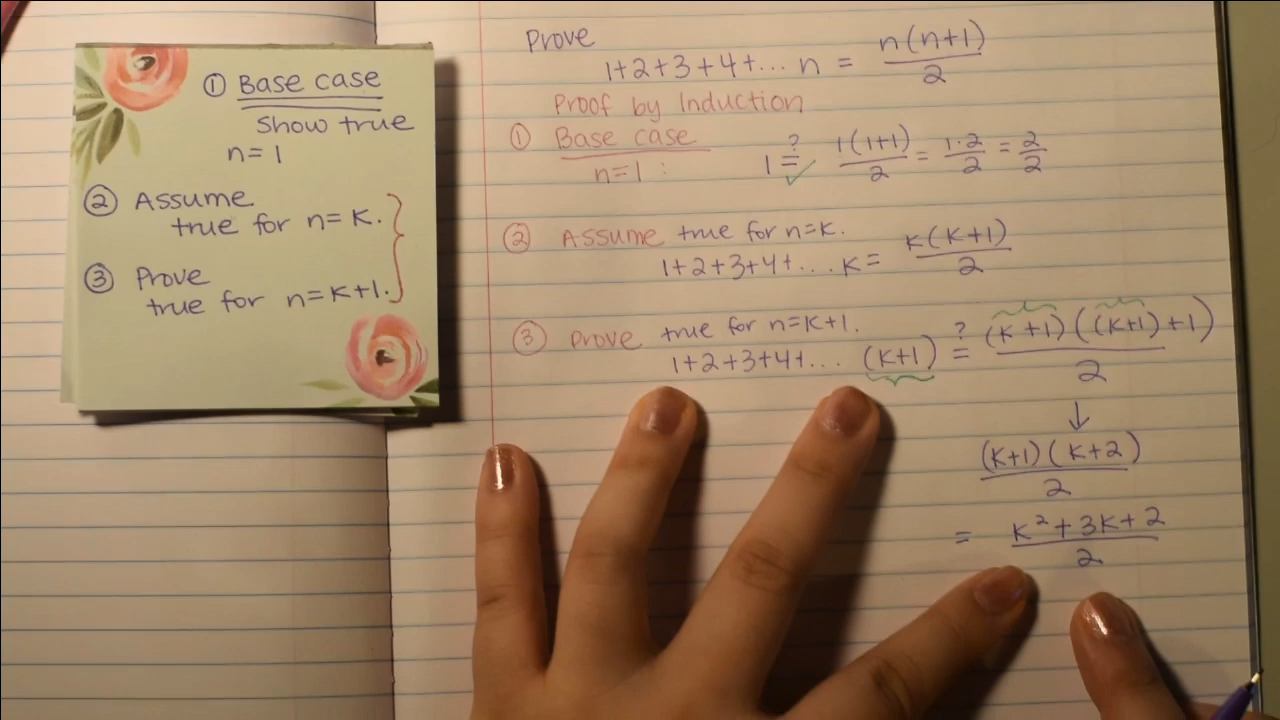 ① Base case
Show true
n=1
② Assume
true for n=k.
③ Prove
true for n=k+1.
Prove
1+2+3+4+... n = n(n+1)/2
Proof by Induction
① Base case
n=1 : 1 ?= ✓ 1(1+1)/2 = 1·2/2 = 2/2
② Assume true for n=k.
1+2+3+4+.... k = k(k+1)/2
③ Prove true for n=k+1.
1+2+3+4+.... (k+1) ?= (k+1)((k+1)+1)/2
↓
(k+1)(k+2)/2
= k²+3k+2/2